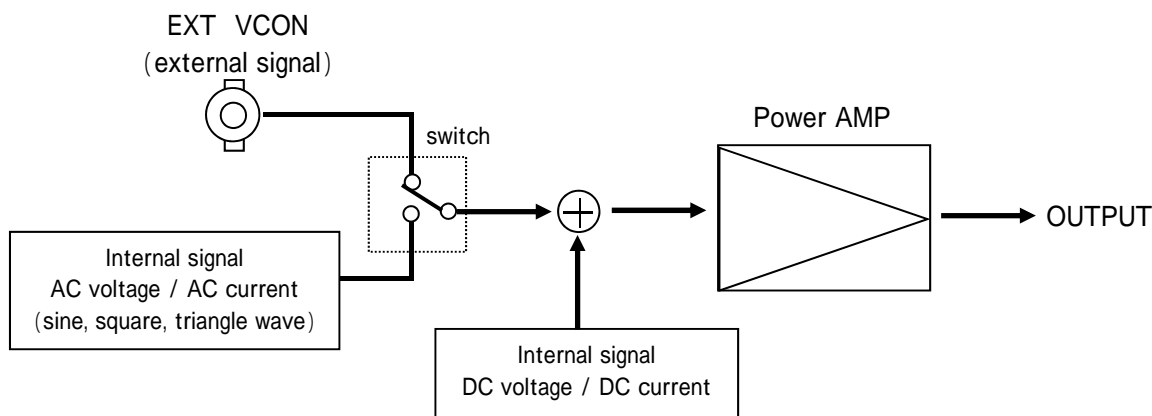 EXT VCON
(external signal)
switch
Power AMP
OUTPUT
Internal signal
AC voltage / AC current
(sine, square, triangle wave)
Internal signal
DC voltage / DC current